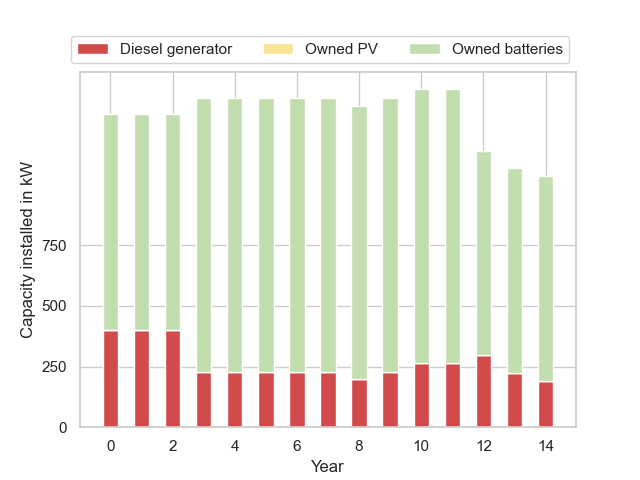 Diesel generator Owned PV Owned batteries
Capacity installed in kW
750
500
250
0
0 2 4 6 8 10 12 14
Year